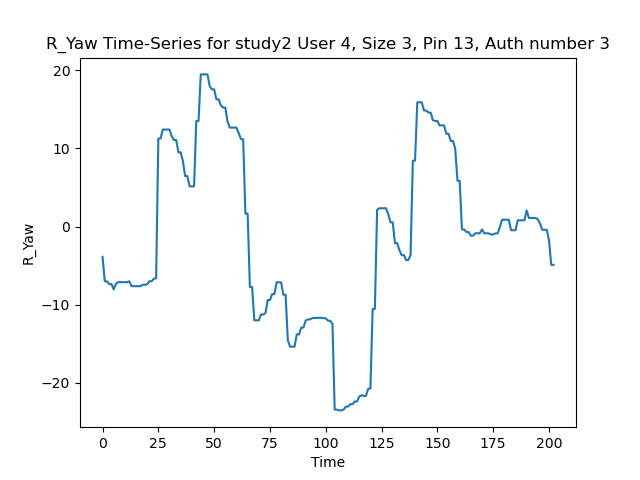 R_Yaw Time-Series for study2 User 4, Size 3, Pin 13, Auth number 3
20
10
0
−10
−20
R_Yaw
0 25 50 75 100 125 150 175 200
Time